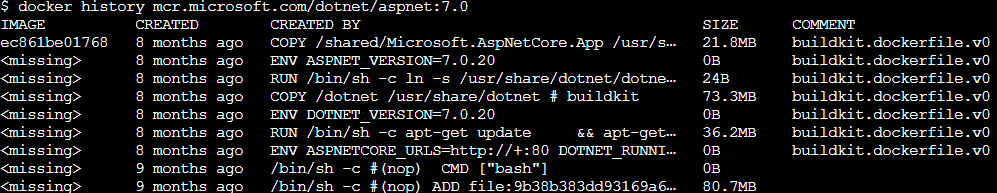 $ docker history mcr.microsoft.com/dotnet/aspnet:7.0
IMAGE CREATED CREATED BY SIZE COMMENT
ec861be01768 8 months ago COPY /shared/Microsoft.AspNetCore.App /usr/s… 21.8MB buildkit.dockerfile.v0
<missing> 8 months ago ENV ASPNET_VERSION=7.0.20 0B buildkit.dockerfile.v0
<missing> 8 months ago RUN /bin/sh -c ln -s /usr/share/dotnet/dotne… 24B buildkit.dockerfile.v0
<missing> 8 months ago COPY /dotnet /usr/share/dotnet # buildkit 73.3MB buildkit.dockerfile.v0
<missing> 8 months ago ENV DOTNET_VERSION=7.0.20 0B buildkit.dockerfile.v0
<missing> 8 months ago RUN /bin/sh -c apt-get update && apt-get… 36.2MB buildkit.dockerfile.v0
<missing> 8 months ago ENV ASPNETCORE_URLS=http://+:80 DOTNET_RUNNI… 0B buildkit.dockerfile.v0
<missing> 9 months ago /bin/sh -c #(nop) CMD ["bash"] 0B
<missing> 9 months ago /bin/sh -c #(nop) ADD file:9b38b383dd93169a6… 80.7MB